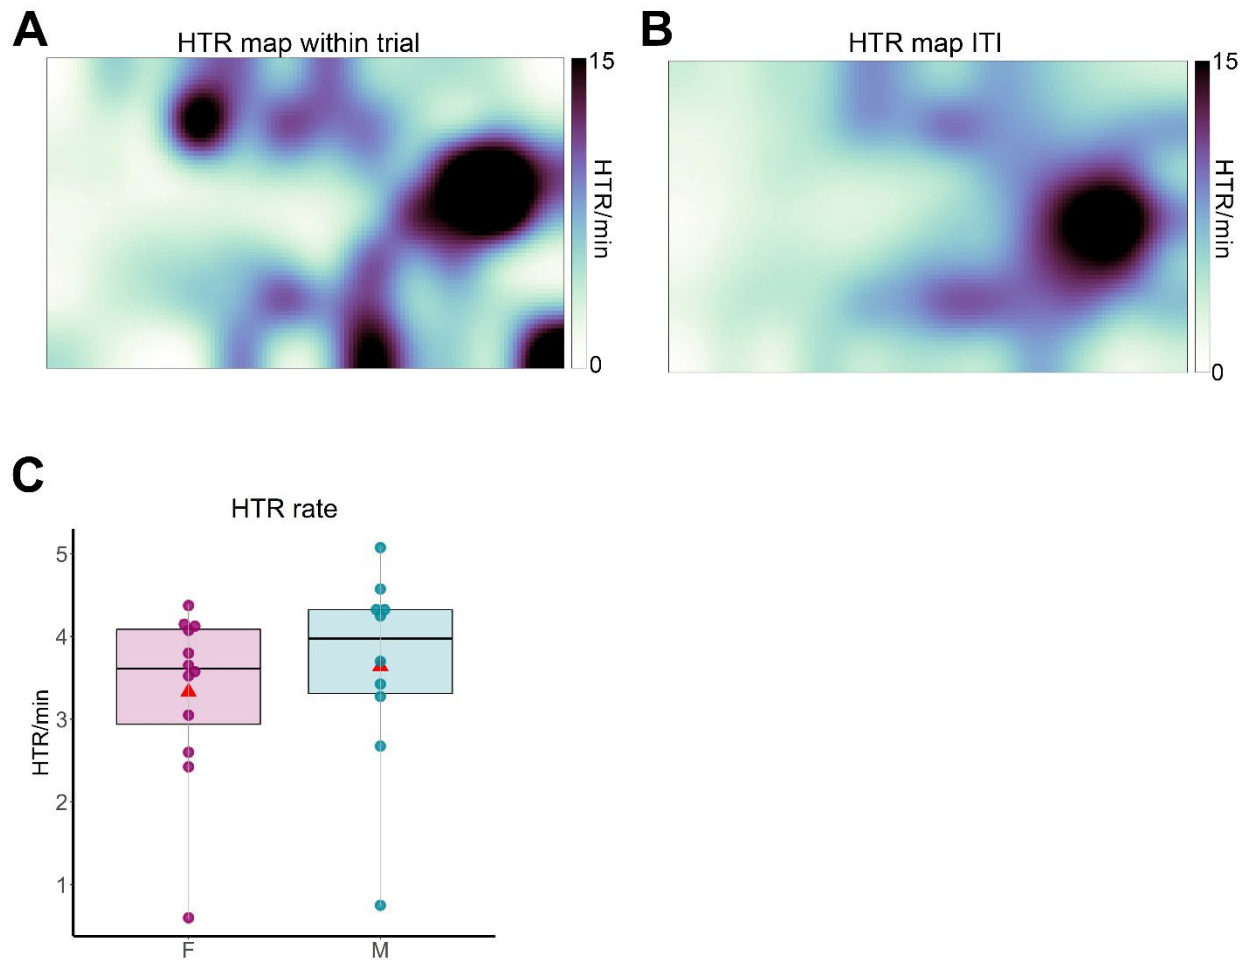 A
HTR map within trial
15
HTR/min
0
B
HTR map ITI
15
HTR/min
0
C
HTR rate
HTR/min
5
4
3
2
1
F
M